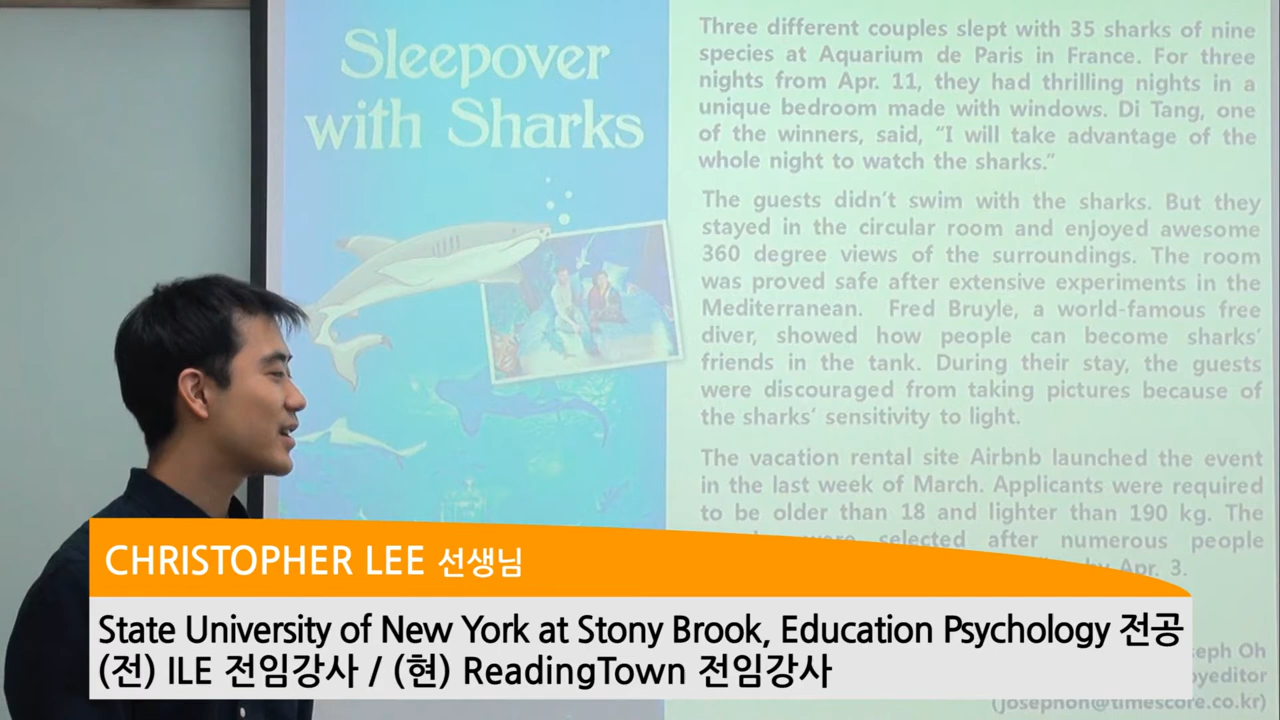 Sleepover
with Sharks
Three different couples slept with 35 sharks of nine
species at Aquarium de Paris in France. For three
nights from Apr. 11, they had thrilling nights in a
unique bedroom made with windows. Di Tang, one
of the winners, said, “I will take advantage of the
whole night to watch the sharks.”
The guests didn’t swim with the sharks. But they
stayed in the circular room and enjoyed awesome
360 degree views of the surroundings. The room
was proved safe after extensive experiments in the
Mediterranean. Fred Bruyle, a world-famous free
diver, showed how people can become sharks’
friends in the tank. During their stay, the guests
were discouraged from taking pictures because of
the sharks’ sensitivity to light.
The vacation rental site Airbnb launched the event
in the last week of March. Applicants were required
to be older than 18 and lighter than 190 kg. The
were selected after numerous people
by Apr. 3.
Oh
(josephoh@timescore.co.kr)
CHRISTOPHER LEE 선생님
State University of New York at Stony Brook, Education Psychology 전공
(전) ILE 전임강사 / (현) ReadingTown 전임강사